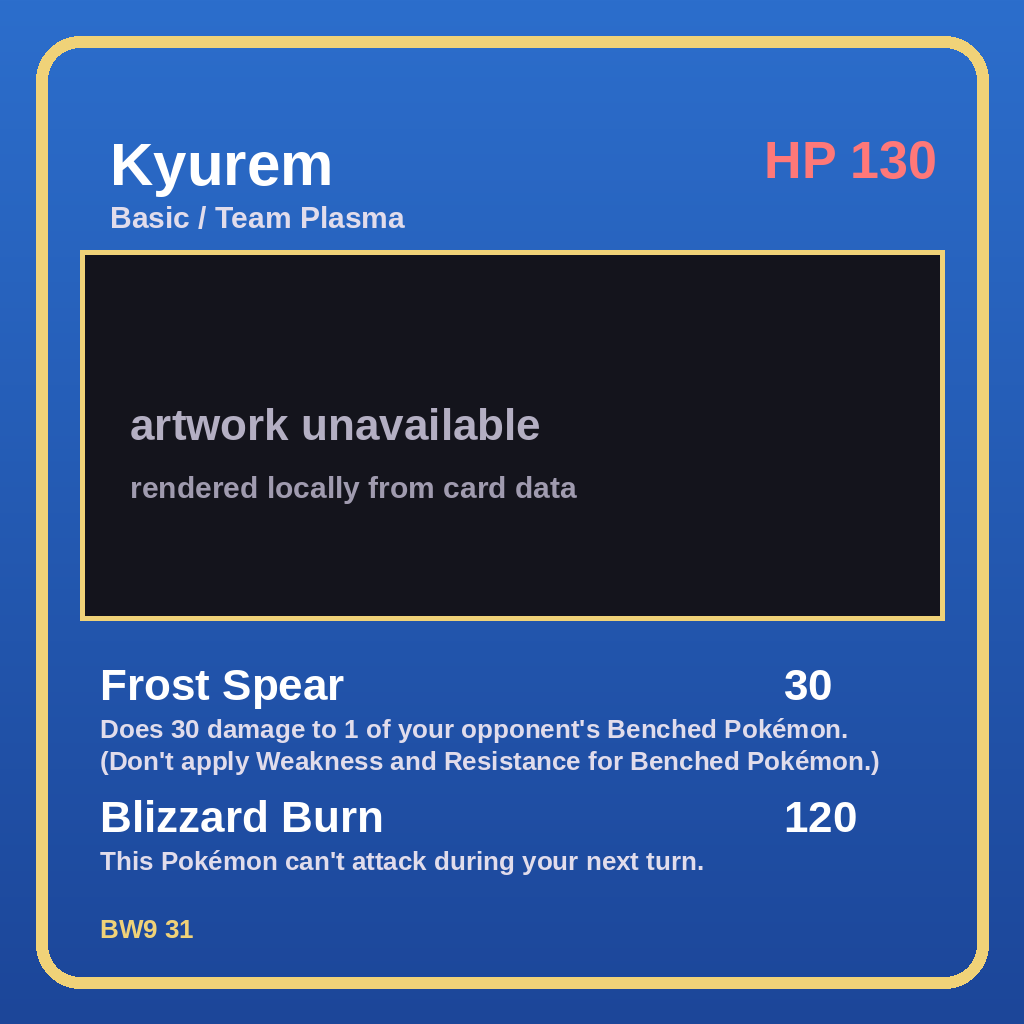 Kyurem
HP 130
Basic / Team Plasma
artwork unavailable
rendered locally from card data
Frost Spear 30
Does 30 damage to 1 of your opponent's Benched Pokémon.
(Don't apply Weakness and Resistance for Benched Pokémon.)
Blizzard Burn 120
This Pokémon can't attack during your next turn.
BW9 31